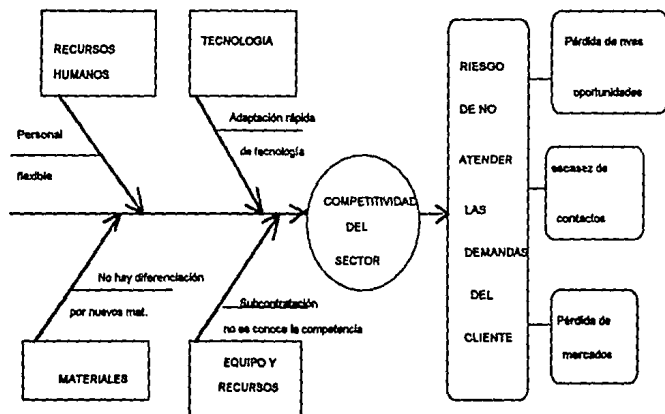 RECURSOS
HUMANOS
TECNOLOGIA
Personal
flexible
Adaptación rápida
de tecnología
No hay diferenciación
por nuevos mat.
Subcontratación
no es conoce la competencia
MATERIALES
EQUIPO Y
RECURSOS
COMPETITIVIDAD
DEL
SECTOR
RIESGO
DE NO
ATENDER
LAS
DEMANDAS
DEL
CLIENTE
Pérdida de nvas
oportunidades
escasez de
contactos
Pérdida de
mercados